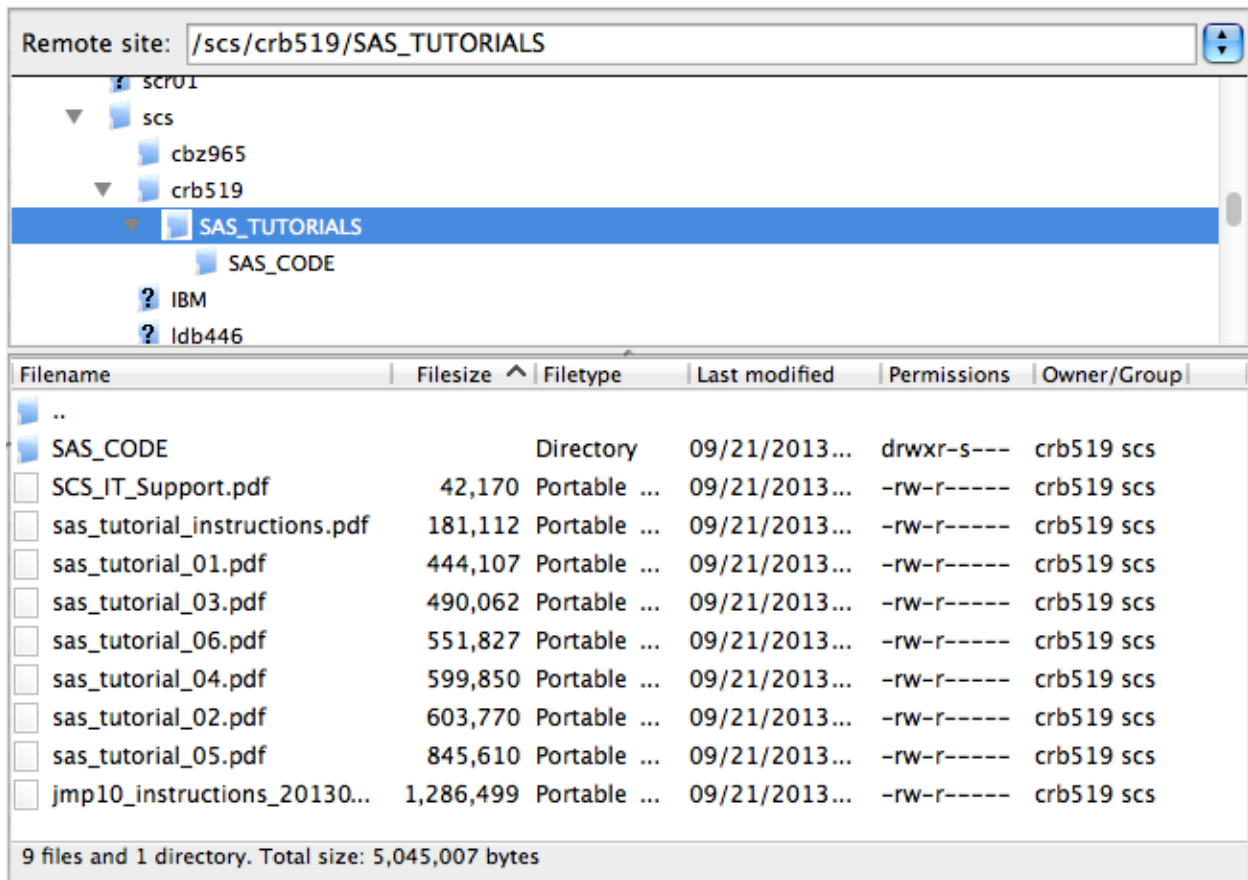 Remote site: /scs/crb519/SAS_TUTORIALS
? scr01
scs
cbz965
crb519
SAS_TUTORIALS
SAS_CODE
? IBM
? ldb446
Filename Filesize Filetype Last modified Permissions Owner/Group
..
SAS_CODE Directory 09/21/2013... drwxr-s--- crb519 scs
SCS_IT_Support.pdf 42,170 Portable ... 09/21/2013... -rw-r----- crb519 scs
sas_tutorial_instructions.pdf 181,112 Portable ... 09/21/2013... -rw-r----- crb519 scs
sas_tutorial_01.pdf 444,107 Portable ... 09/21/2013... -rw-r----- crb519 scs
sas_tutorial_03.pdf 490,062 Portable ... 09/21/2013... -rw-r----- crb519 scs
sas_tutorial_06.pdf 551,827 Portable ... 09/21/2013... -rw-r----- crb519 scs
sas_tutorial_04.pdf 599,850 Portable ... 09/21/2013... -rw-r----- crb519 scs
sas_tutorial_02.pdf 603,770 Portable ... 09/21/2013... -rw-r----- crb519 scs
sas_tutorial_05.pdf 845,610 Portable ... 09/21/2013... -rw-r----- crb519 scs
jmp10_instructions_20130... 1,286,499 Portable ... 09/21/2013... -rw-r----- crb519 scs
9 files and 1 directory. Total size: 5,045,007 bytes